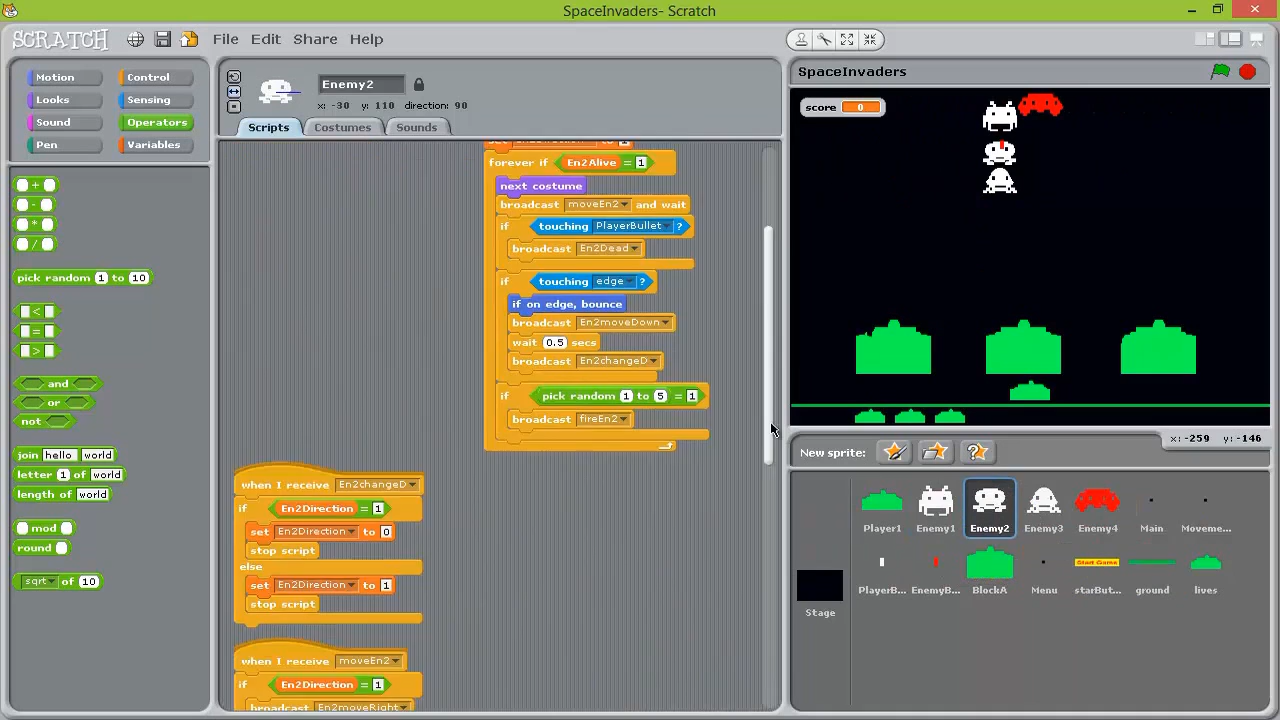 SpaceInvaders- Scratch
SCRATCH
File Edit Share Help
Motion Control
Looks Sensing
Sound Operators
Pen Variables
Enemy2
x: -30 y: 110 direction: 90
Scripts Costumes Sounds
+
-
*
/
pick random 1 to 10
<
=
>
and
or
not
join hello world
letter 1 of world
length of world
mod
round
sqrt of 10
forever if En2Alive = 1
next costume
broadcast moveEn2 and wait
if touching PlayerBullet ?
broadcast En2Dead
if touching edge ?
if on edge, bounce
broadcast En2moveDown
wait 0.5 secs
broadcast En2changeD
if pick random 1 to 5 = 1
broadcast fireEn2
when I receive En2changeD
if En2Direction = 1
set En2Direction to 0
stop script
else
set En2Direction to 1
stop script
when I receive moveEn2
if En2Direction = 1
broadcast En2moveRight
SpaceInvaders
score 0
x: -259 y: -146
New sprite:
Player1 Enemy1 Enemy2 Enemy3 Enemy4 Main Moveme...
PlayerB... EnemyB... BlockA Menu starBut... ground lives
Start Game
Stage